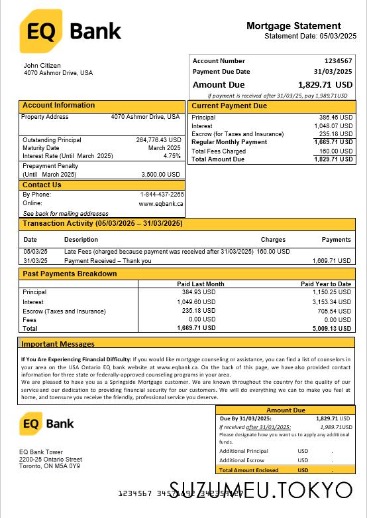 EQ Bank
Mortgage Statement
Statement Date: 05/03/2025
John Citizen
4070 Ashmor Drive, USA
Account Number 1234567
Payment Due Date 31/03/2025
Amount Due 1,829.71 USD
If payment is received after 31/03/25, pay 1,989.71USD
Account Information
Property Address 4070 Ashmor Drive, USA
Outstanding Principal 264,776.43 USD
Maturity Date March 2025
Interest Rate (Until March 2025) 4.75%
Prepayment Penalty
(Until March 2025) 3,600.00 USD
Contact Us
By Phone: 1-844-437-2265
Online: www.eqbank.ca
See back for mailing addresses
Current Payment Due
Principal 386.46 USD
Interest 1,048.07 USD
Escrow (for Taxes and Insurance) 235.18 USD
Regular Monthly Payment 1,669.71 USD
Total Fees Charged 160.00 USD
Total Amount Due 1,829.71 USD
Transaction Activity (05/03/2025 – 31/03/2025)
Date Description Charges Payments
05/03/25 Late Fees (charged because payment was received after 31/03/2025) 160.00 USD
31/03/25 Payment Received – Thank you 1,669.71 USD
Past Payments Breakdown
Paid Last Month Paid Year to Date
Principal 384.93 USD 1,150.25 USD
Interest 1,049.60 USD 3,153.34 USD
Escrow (Taxes and Insurance) 235.18 USD 705.54 USD
Fees 0.00 USD 0.00 USD
Total 1,669.71 USD 5,009.13 USD
Important Messages
If You Are Experiencing Financial Difficulty: If you would like mortgage counseling or assistance, you can find a list of counselors in
your area on the USA Ontario EQ bank website at www.eqbank.ca. On the back of this page, we have also provided contact
information for three state or federally-approved counseling programs in your area.
We are pleased to have you as a Springside Mortgage customer. We are known throughout the country for the quality of our
service and our dedication to providing financial security for our customers. We will do everything we can to make you feel at
home, and to ensure you receive the friendly, professional service you deserve.
EQ Bank
EQ Bank Tower
2200-25 Ontario Street
Toronto, ON M5A 0Y9
Amount Due
Due By 31/03/2025: 1,829.71 USD
If received after 31/03/2025: 1,989.71USD
Please designate how you want us to apply any additional
funds.
Additional Principal USD .
Additional Escrow USD .
Total Amount Enclosed USD .
SUZUMEU.TOKYO